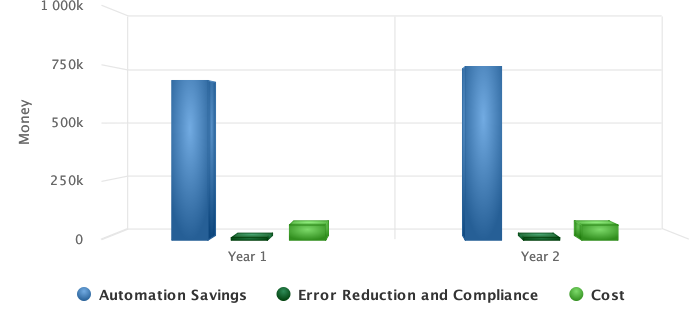 1 000k
750k
500k
250k
0
Money
Year 1
Year 2
Automation Savings
Error Reduction and Compliance
Cost